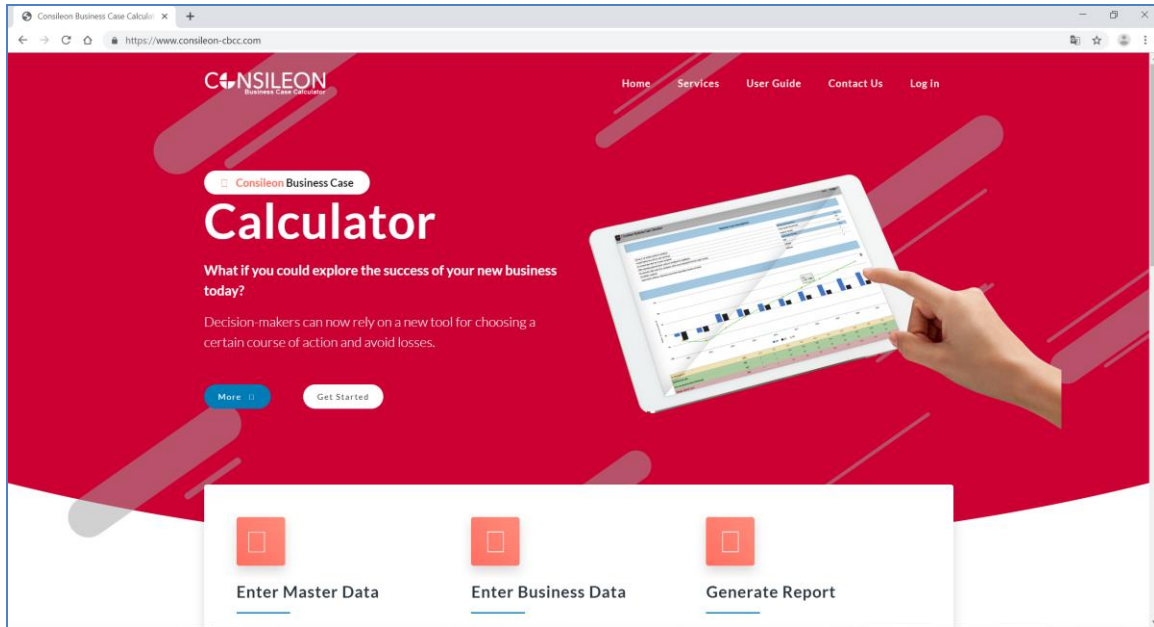 Consileon Business Case Calculat
https://www.consileon-cbcc.com
CONSILEON
Business Case Calculator
Home Services User Guide Contact Us Log in
Consileon Business Case
Calculator
What if you could explore the success of your new business
today?
Decision-makers can now rely on a new tool for choosing a
certain course of action and avoid losses.
More Get Started
Enter Master Data Enter Business Data Generate Report